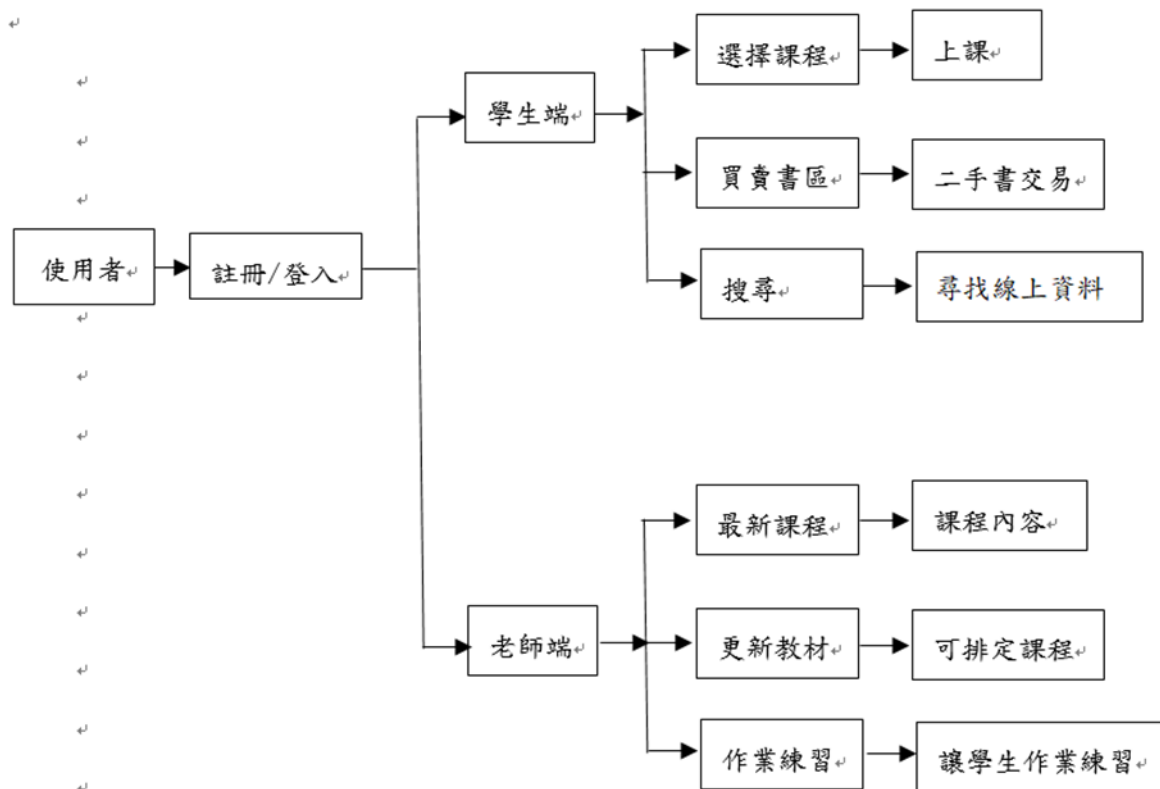 使用者
註冊/登入
學生端
選擇課程
上課
買賣書區
二手書交易
搜尋
尋找線上資料
老師端
最新課程
課程內容
更新教材
可排定課程
作業練習
讓學生作業練習